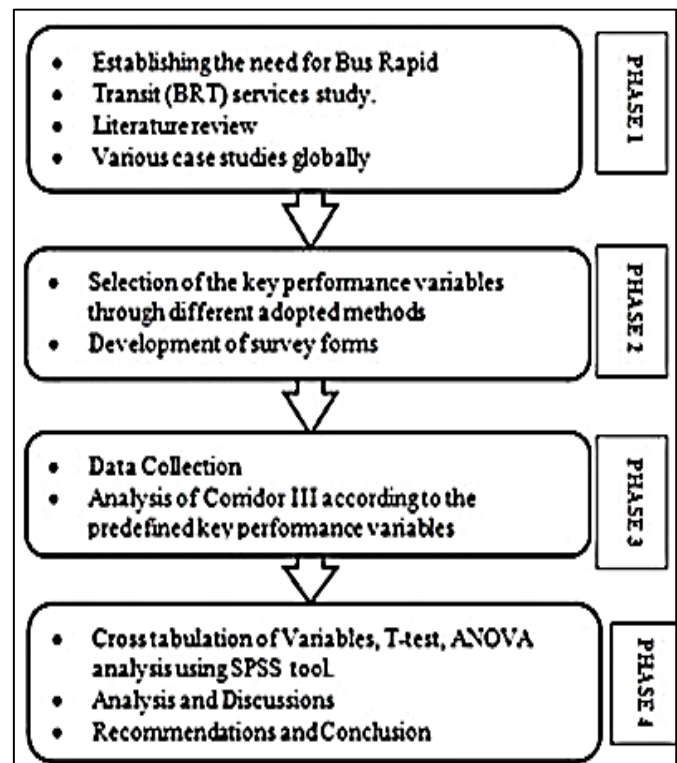 • Establishing the need for Bus Rapid
• Transit (BRT) services study.
• Literature review
• Various case studies globally
PHASE 1
• Selection of the key performance variables
through different adopted methods
• Development of survey forms
PHASE 2
• Data Collection
• Analysis of Corridor III according to the
predefined key performance variables
PHASE 3
• Cross tabulation of Variables, T-test, ANOVA
analysis using SPSS tool.
• Analysis and Discussions
• Recommendations and Conclusion
PHASE 4